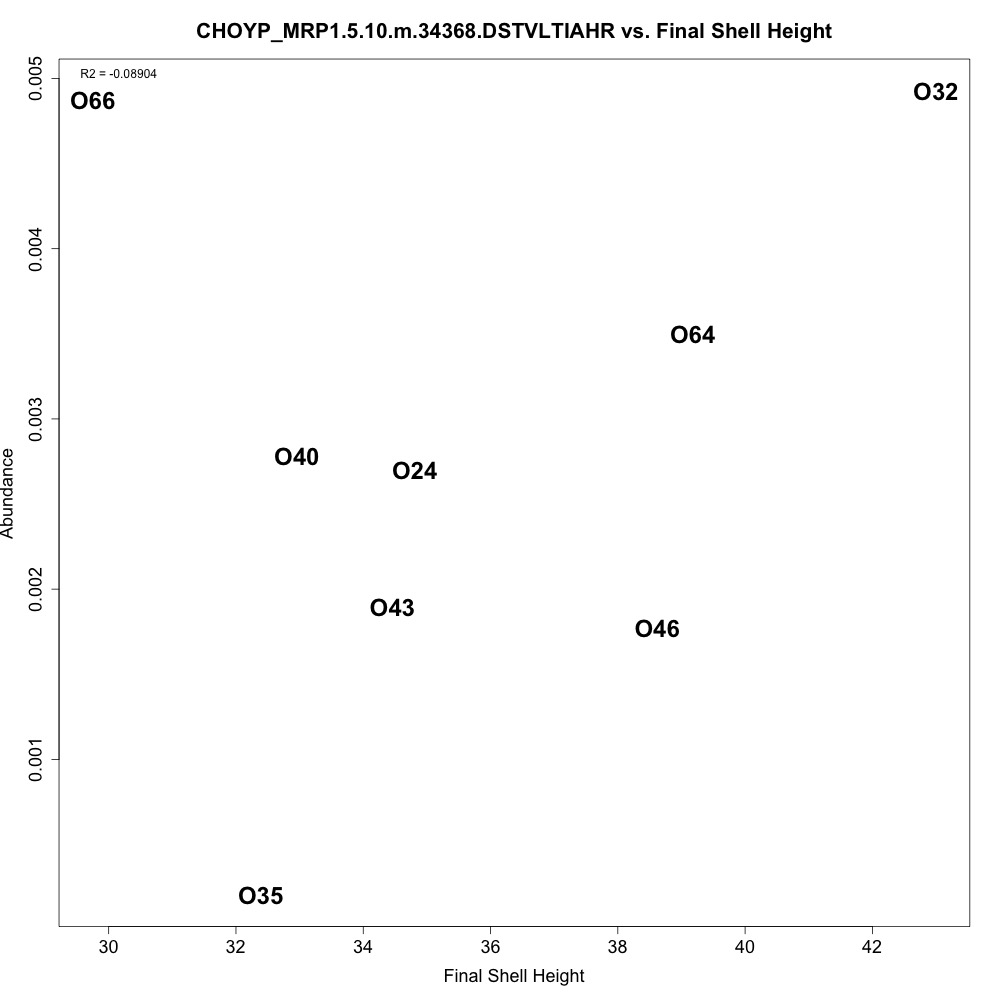 CHOYP_MRP1.5.10.m.34368.DSTVLTIAHR vs. Final Shell Height
R2 = -0.08904
O66
O32
O64
O40
O24
O43
O46
O35
0.005
0.004
0.003
0.002
0.001
Abundance
30 32 34 36 38 40 42
Final Shell Height